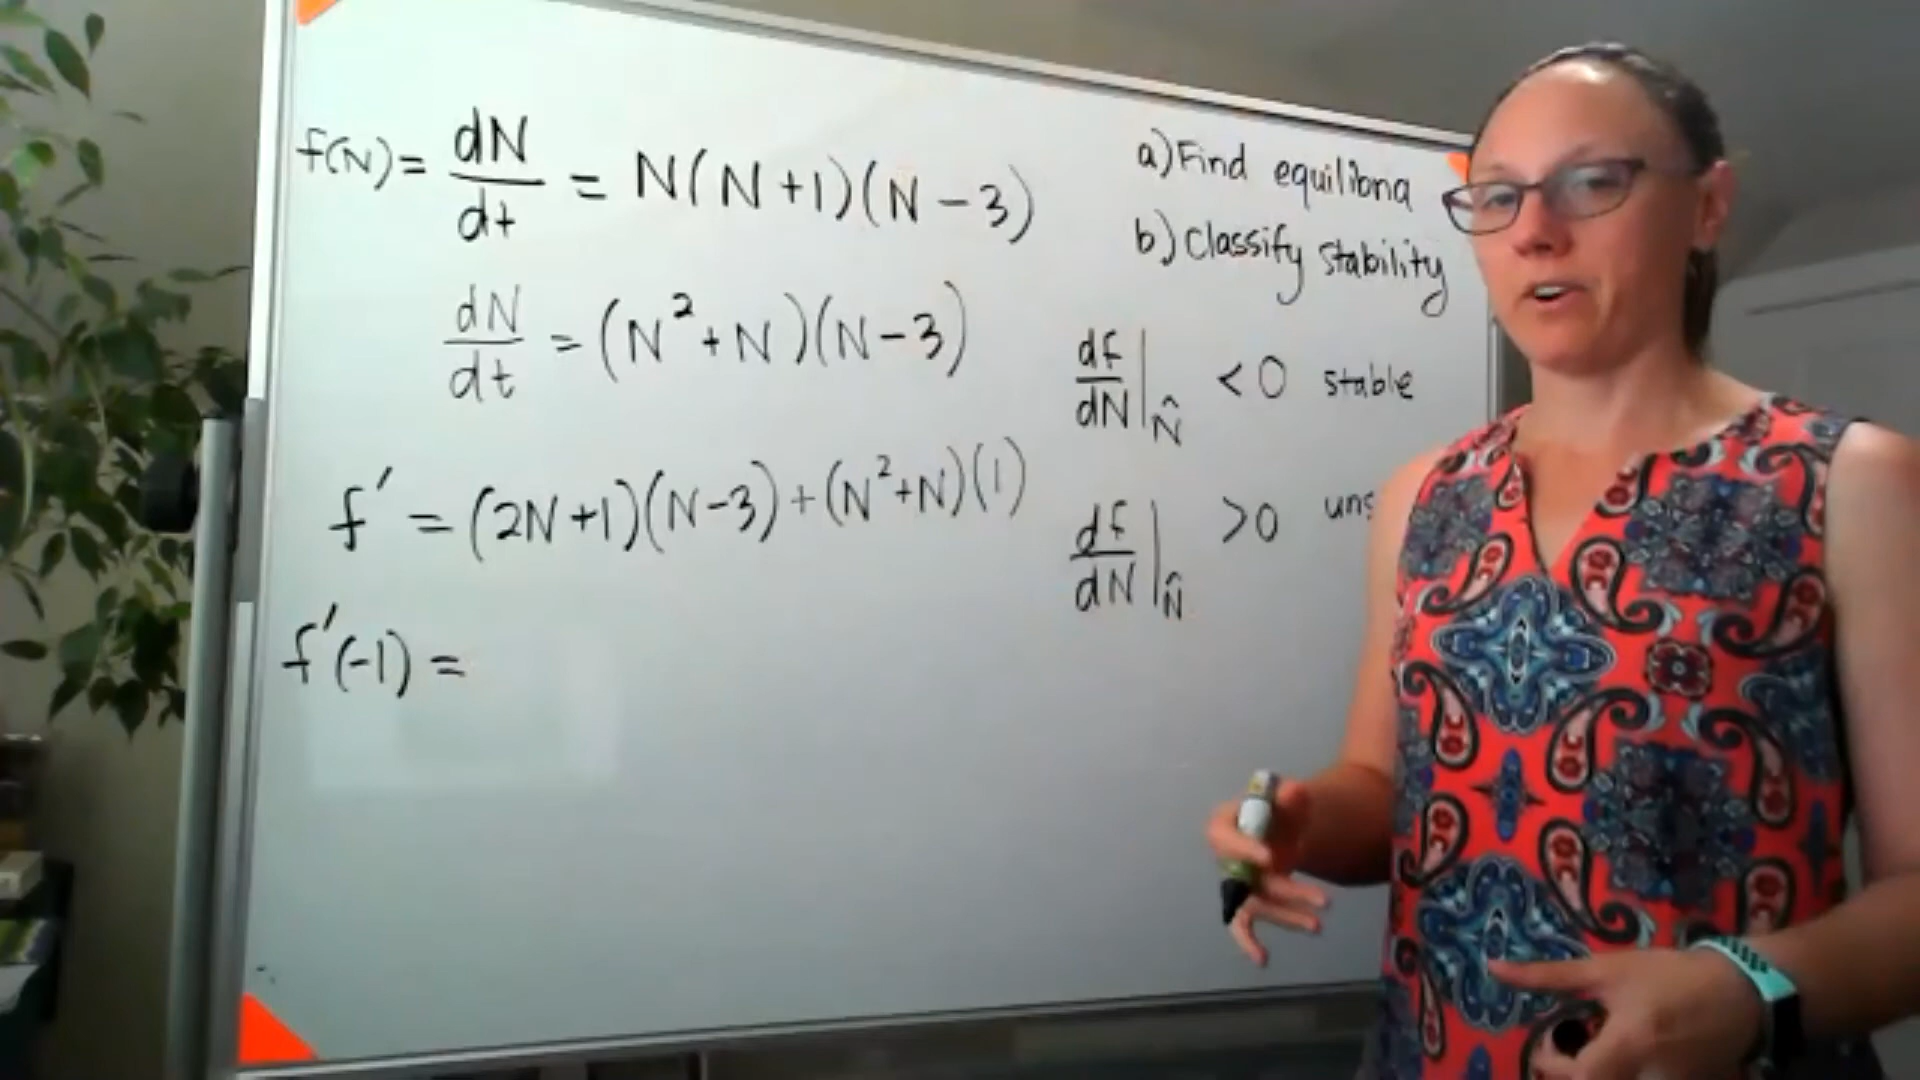 f(N) = dN/dt = N(N+1)(N-3)
dN/dt = (N²+N)(N-3)
f' = (2N+1)(N-3)+(N²+N)(1)
f'(-1) =
a) Find equilibria
b) Classify stability
df/dN|N̂ <0 stable
df/dN|N̂ >0 uns